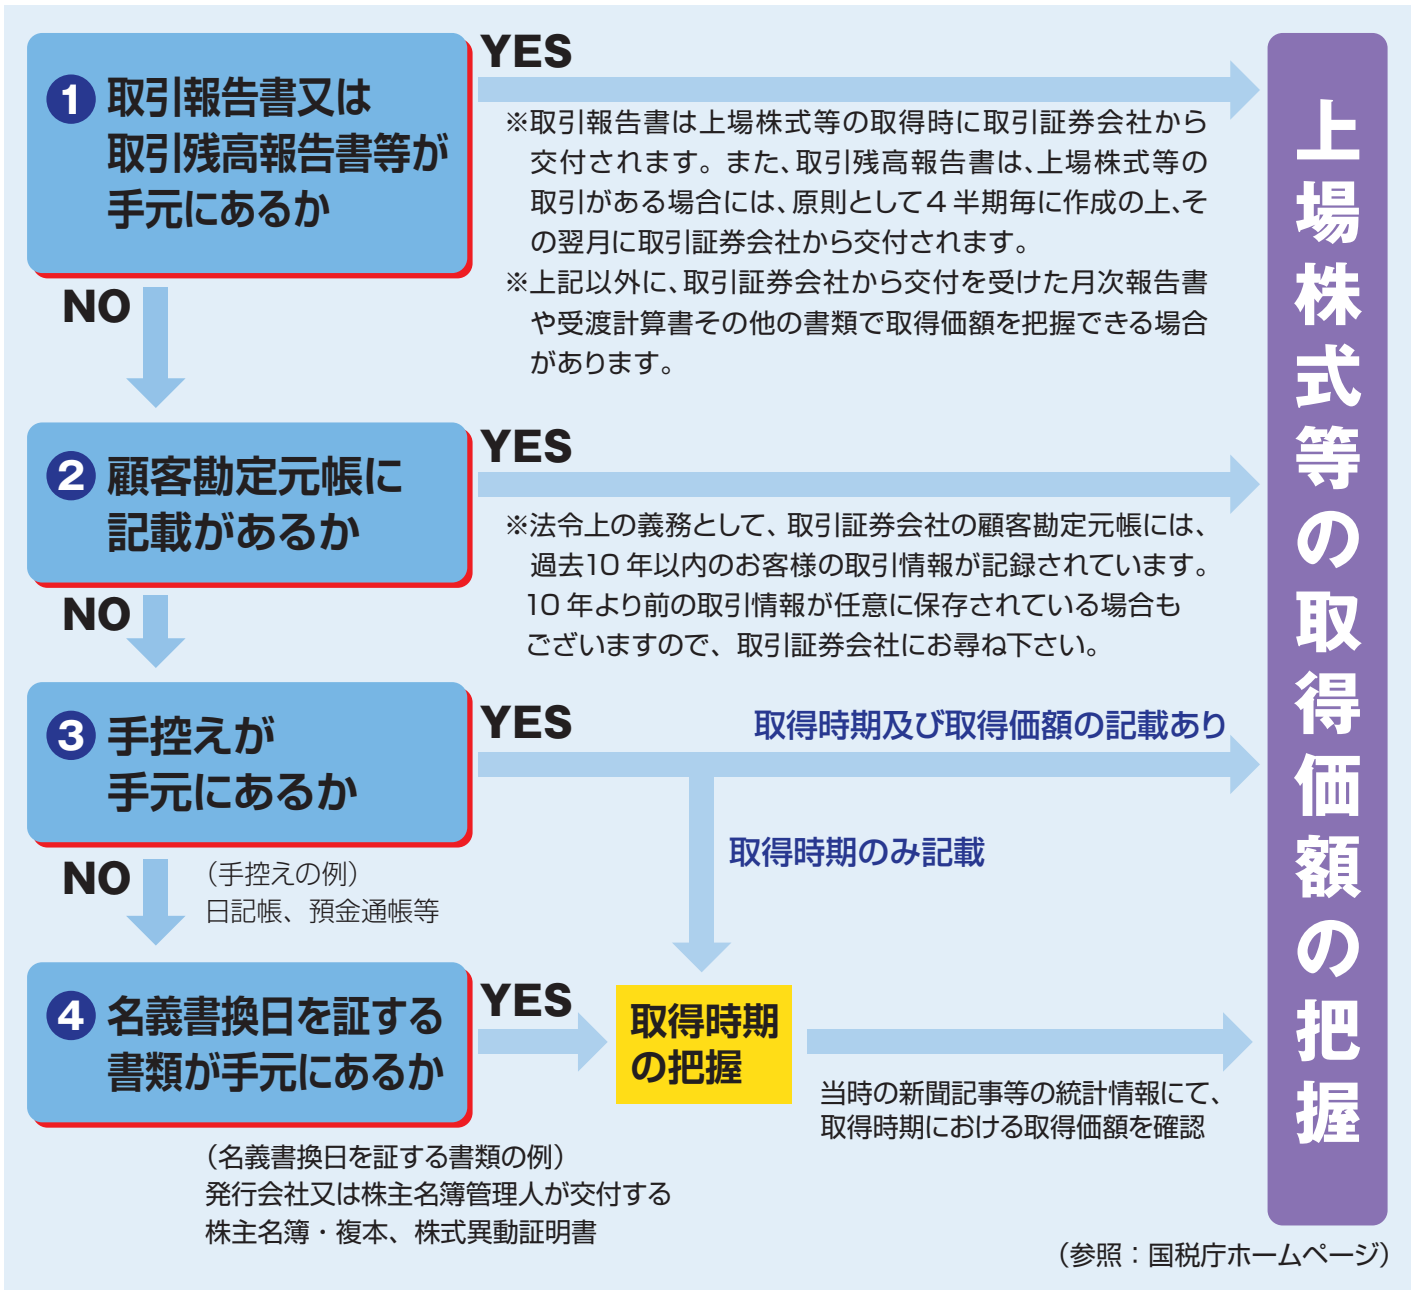 ❶ 取引報告書又は
取引残高報告書等が
手元にあるか
YES
※取引報告書は上場株式等の取得時に取引証券会社から
交付されます。また、取引残高報告書は、上場株式等の
取引がある場合には、原則として4半期毎に作成の上、そ
の翌月に取引証券会社から交付されます。
※上記以外に、取引証券会社から交付を受けた月次報告書
や受渡計算書その他の書類で取得価額を把握できる場合
があります。
NO
❷ 顧客勘定元帳に
記載があるか
YES
※法令上の義務として、取引証券会社の顧客勘定元帳には、
過去10年以内のお客様の取引情報が記録されています。
10年より前の取引情報が任意に保存されている場合も
ございますので、取引証券会社にお尋ね下さい。
NO
❸ 手控えが
手元にあるか
YES
取得時期及び取得価額の記載あり
取得時期のみ記載
NO
（手控えの例）
日記帳、預金通帳等
❹ 名義書換日を証する
書類が手元にあるか
YES
取得時期
の把握
当時の新聞記事等の統計情報にて、
取得時期における取得価額を確認
（名義書換日を証する書類の例）
発行会社又は株主名簿管理人が交付する
株主名簿・複本、株式異動証明書
上場株式等の取得価額の把握
（参照：国税庁ホームページ）